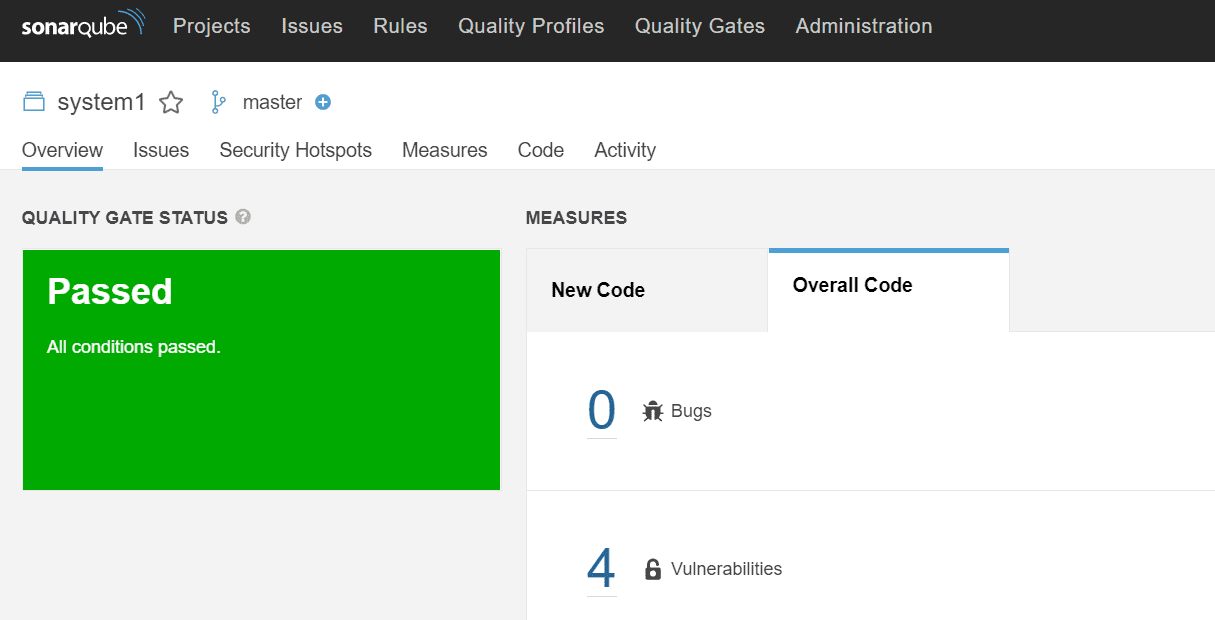 sonarqube Projects Issues Rules Quality Profiles Quality Gates Administration
system1 master
Overview Issues Security Hotspots Measures Code Activity
QUALITY GATE STATUS ?
MEASURES
Passed
All conditions passed.
New Code
Overall Code
0 Bugs
4 Vulnerabilities